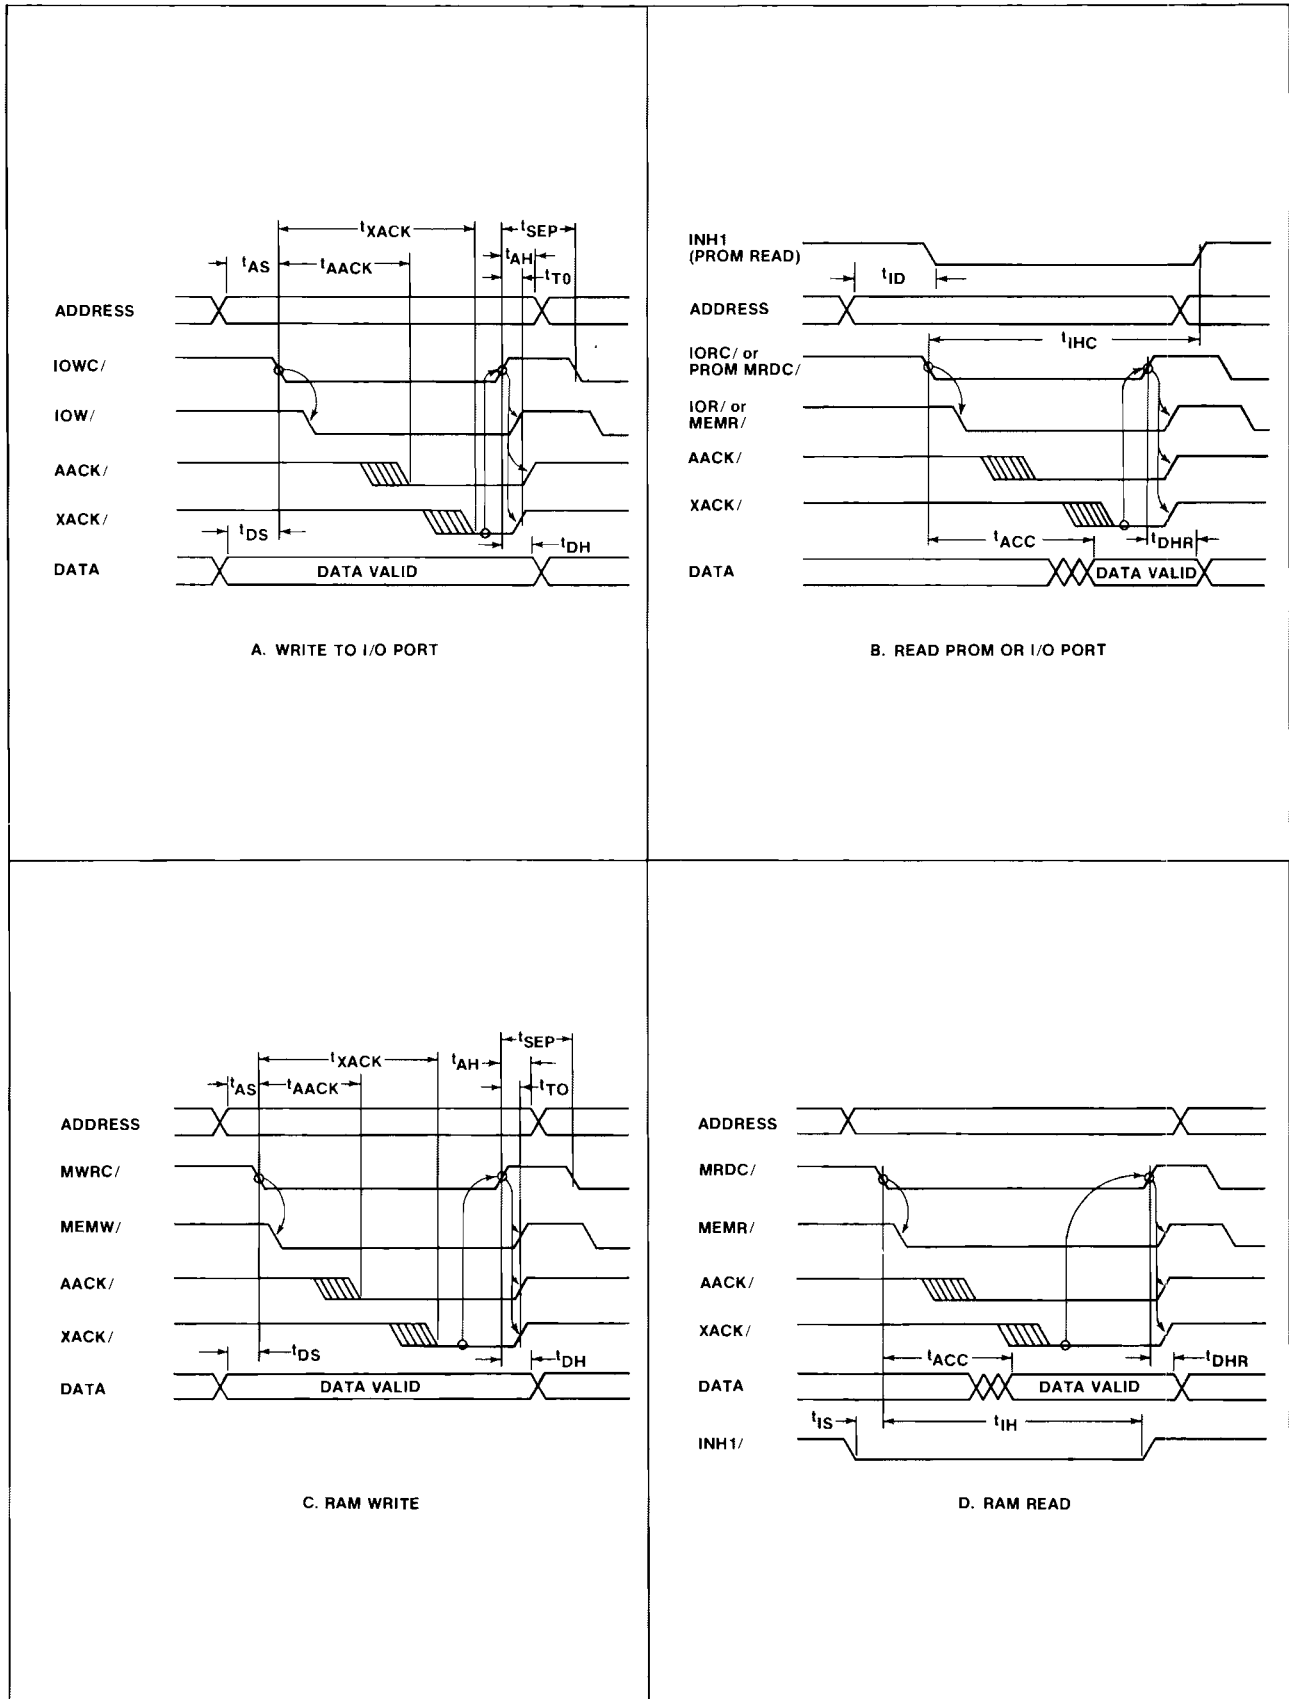 tXACK
tSEP
tAH
tAS
tAACK
tT0
ADDRESS
IOWC/
IOW/
AACK/
XACK/
tDS
tDH
DATA
DATA VALID
A. WRITE TO I/O PORT
INH1
(PROM READ)
tID
ADDRESS
tIHC
IORC/ or
PROM MRDC/
IOR/ or
MEMR/
AACK/
XACK/
tACC
tDHR
DATA
DATA VALID
B. READ PROM OR I/O PORT
tSEP
tXACK
tAH
tAS
tAACK
tTO
ADDRESS
MWRC/
MEMW/
AACK/
XACK/
tDS
tDH
DATA
DATA VALID
C. RAM WRITE
ADDRESS
MRDC/
MEMR/
AACK/
XACK/
tACC
tDHR
DATA
DATA VALID
tIS
tIH
INH1/
D. RAM READ